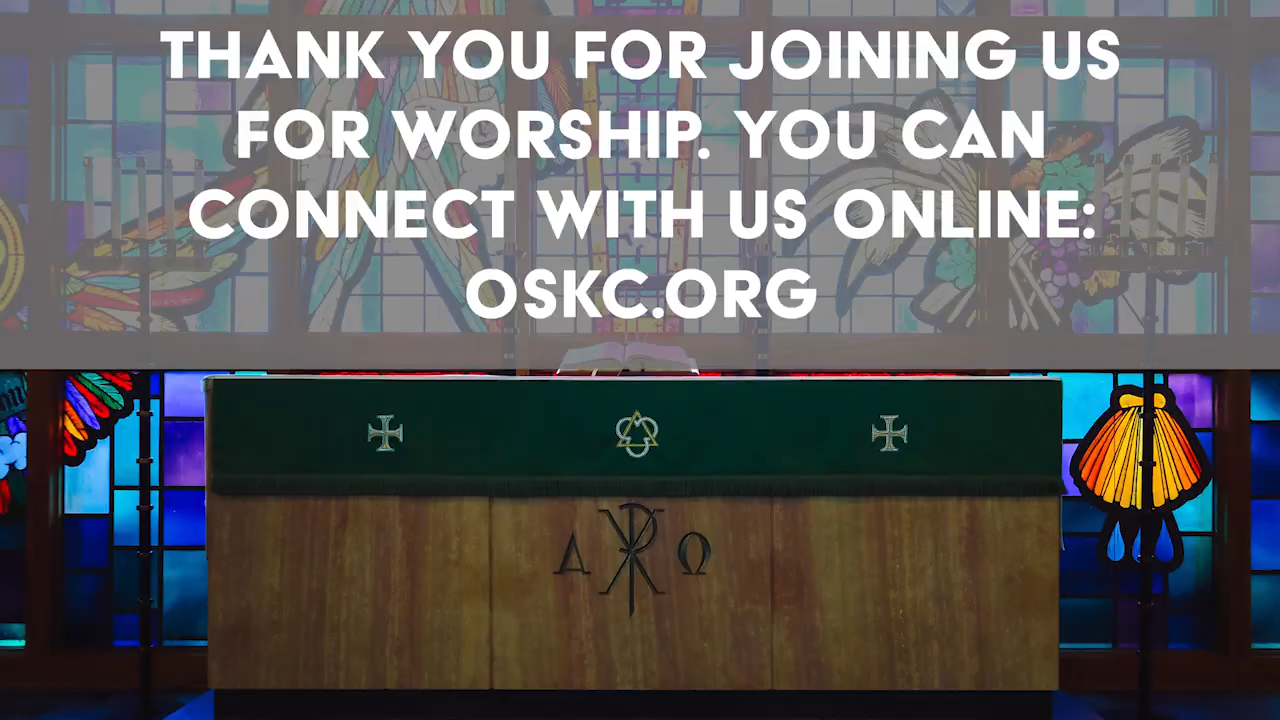 THANK YOU FOR JOINING US
FOR WORSHIP. YOU CAN
CONNECT WITH US ONLINE:
OSKC.ORG
Α ☧ Ω